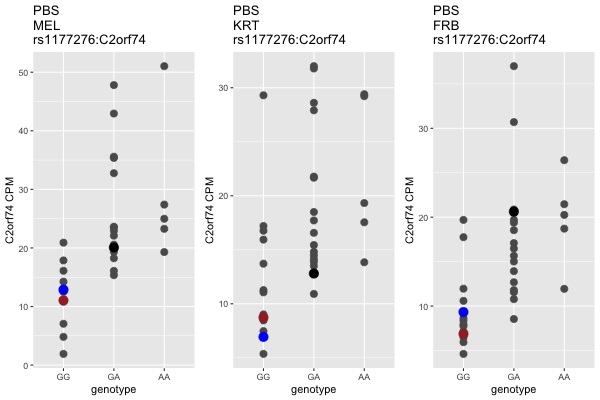 PBS
MEL
rs1177276:C2orf74
C2orf74 CPM
50
40
30
20
10
0
GG GA AA
genotype
PBS
KRT
rs1177276:C2orf74
C2orf74 CPM
30
20
10
GG GA AA
genotype
PBS
FRB
rs1177276:C2orf74
C2orf74 CPM
30
20
10
GG GA AA
genotype